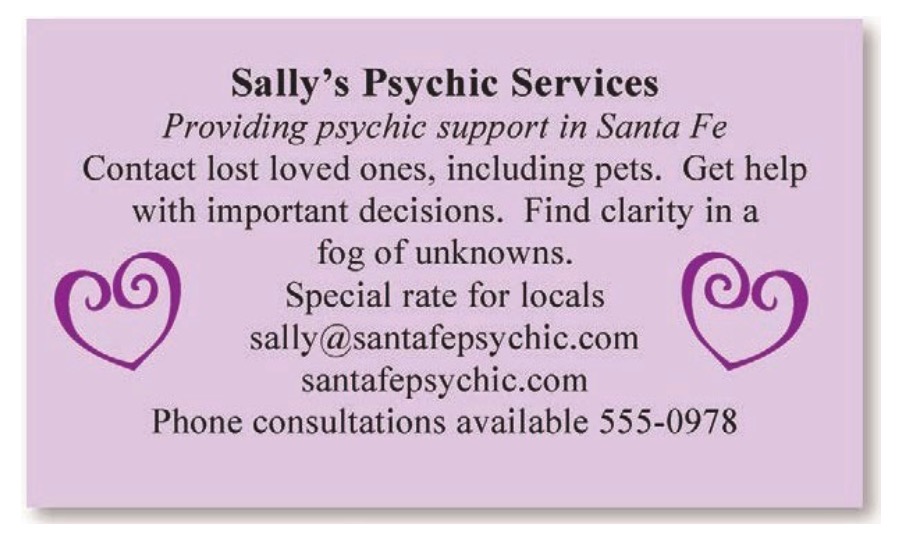 Sally's Psychic Services
Providing psychic support in Santa Fe
Contact lost loved ones, including pets.  Get help
with important decisions.  Find clarity in a
fog of unknowns.
Special rate for locals
sally@santafepsychic.com
santafepsychic.com
Phone consultations available 555-0978